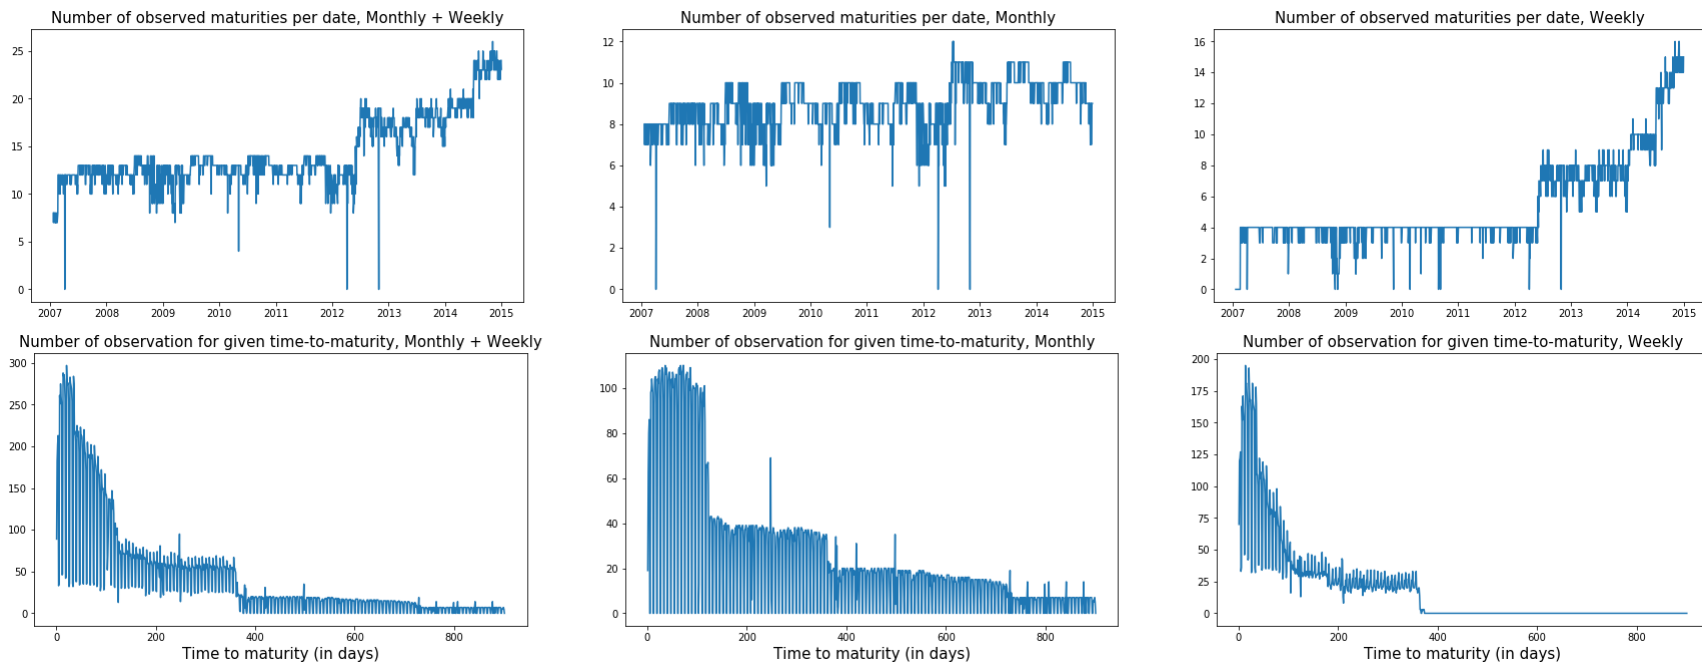 Number of observed maturities per date, Monthly + Weekly
25
20
15
10
5
0
2007 2008 2009 2010 2011 2012 2013 2014 2015
Number of observed maturities per date, Monthly
12
10
8
6
4
2
0
2007 2008 2009 2010 2011 2012 2013 2014 2015
Number of observed maturities per date, Weekly
16
14
12
10
8
6
4
2
0
2007 2008 2009 2010 2011 2012 2013 2014 2015
Number of observation for given time-to-maturity, Monthly + Weekly
300
250
200
150
100
50
0
0 200 400 600 800
Time to maturity (in days)
Number of observation for given time-to-maturity, Monthly
100
80
60
40
20
0
0 200 400 600 800
Time to maturity (in days)
Number of observation for given time-to-maturity, Weekly
200
175
150
125
100
75
50
25
0
0 200 400 600 800
Time to maturity (in days)